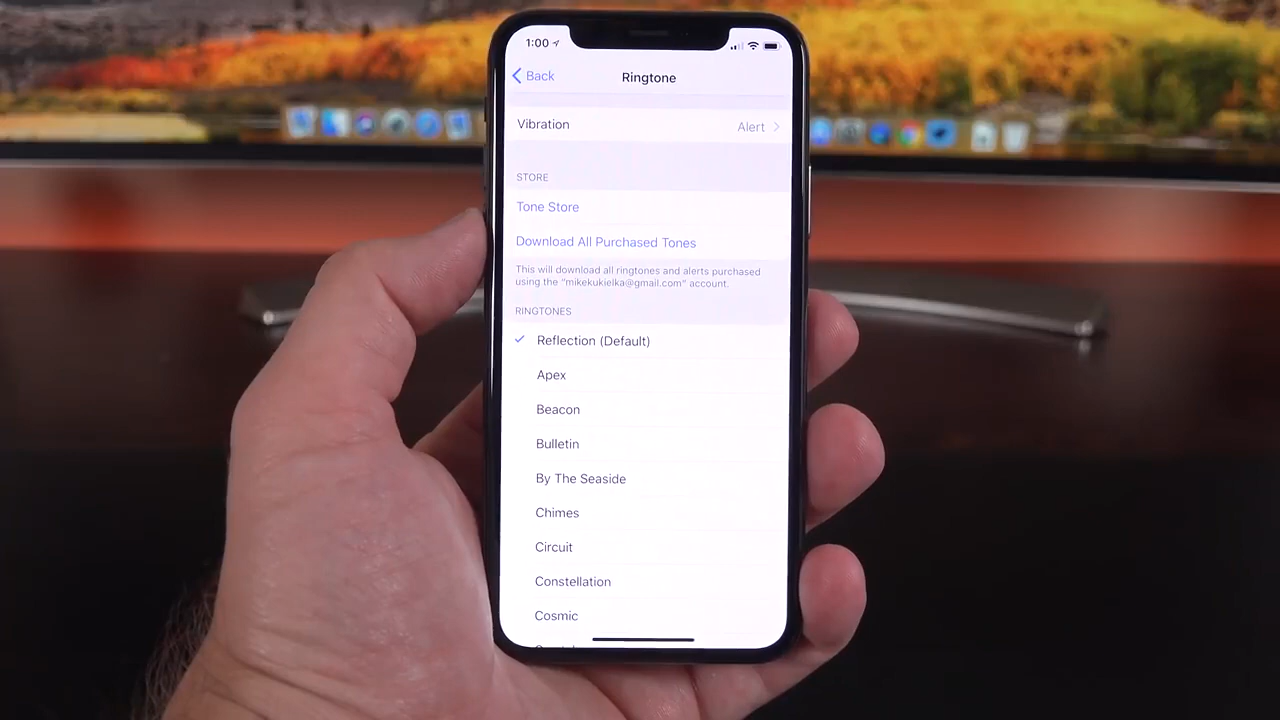 1:00
Back
Ringtone
Vibration
Alert
STORE
Tone Store
Download All Purchased Tones
This will download all ringtones and alerts purchased
using the "mikekukielka@gmail.com" account.
RINGTONES
Reflection (Default)
Apex
Beacon
Bulletin
By The Seaside
Chimes
Circuit
Constellation
Cosmic